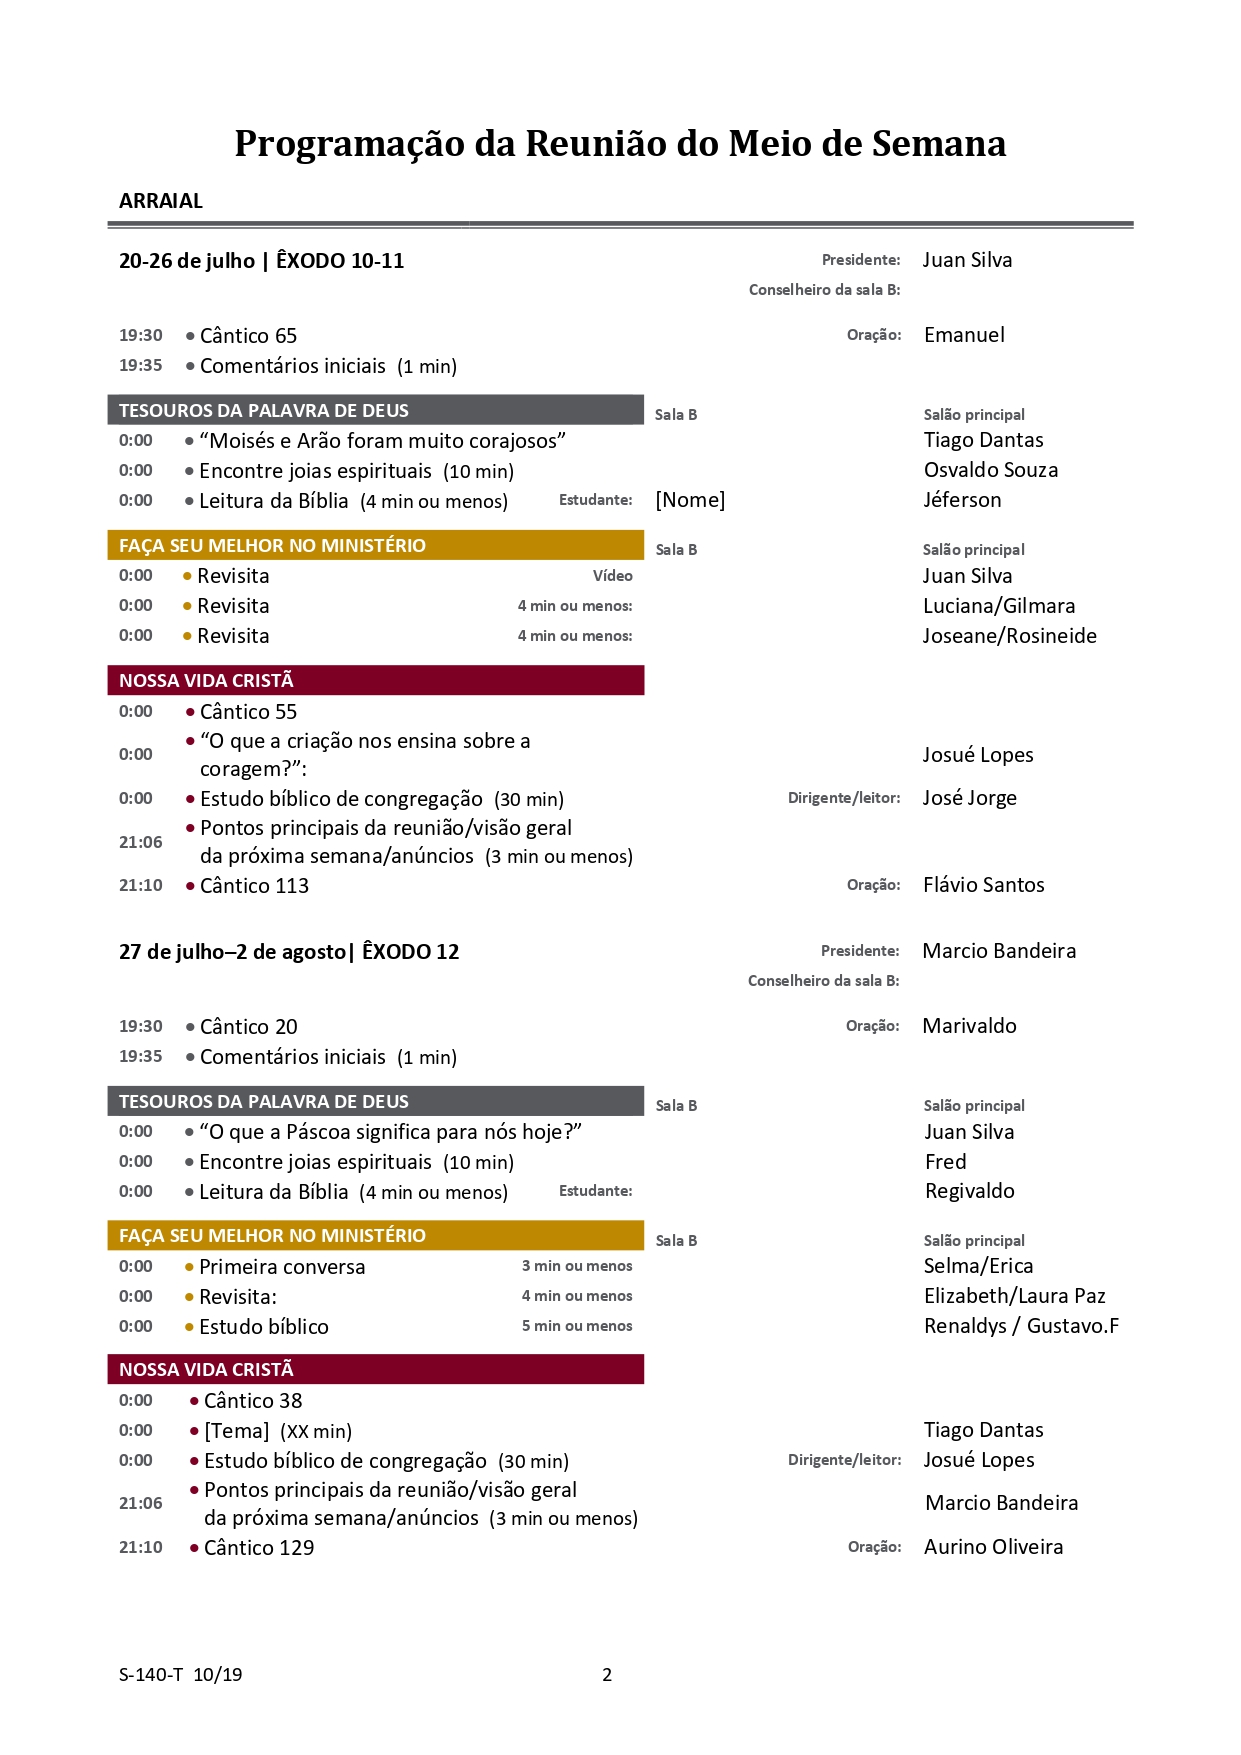 Programação da Reunião do Meio de Semana
ARRAIAL
20-26 de julho | ÊXODO 10-11 Presidente: Juan Silva
Conselheiro da sala B:
19:30 • Cântico 65 Oração: Emanuel
19:35 • Comentários iniciais (1 min)
TESOUROS DA PALAVRA DE DEUS Sala B Salão principal
0:00 • “Moisés e Arão foram muito corajosos” Tiago Dantas
0:00 • Encontre joias espirituais (10 min) Osvaldo Souza
0:00 • Leitura da Bíblia (4 min ou menos) Estudante: [Nome] Jéferson
FAÇA SEU MELHOR NO MINISTÉRIO Sala B Salão principal
0:00 • Revisita Vídeo Juan Silva
0:00 • Revisita 4 min ou menos: Luciana/Gilmara
0:00 • Revisita 4 min ou menos: Joseane/Rosineide
NOSSA VIDA CRISTÃ
0:00 • Cântico 55
0:00 • “O que a criação nos ensina sobre a
coragem?”: Josué Lopes
0:00 • Estudo bíblico de congregação (30 min) Dirigente/leitor: José Jorge
21:06 • Pontos principais da reunião/visão geral
da próxima semana/anúncios (3 min ou menos)
21:10 • Cântico 113 Oração: Flávio Santos
27 de julho–2 de agosto| ÊXODO 12 Presidente: Marcio Bandeira
Conselheiro da sala B:
19:30 • Cântico 20 Oração: Marivaldo
19:35 • Comentários iniciais (1 min)
TESOUROS DA PALAVRA DE DEUS Sala B Salão principal
0:00 • “O que a Páscoa significa para nós hoje?” Juan Silva
0:00 • Encontre joias espirituais (10 min) Fred
0:00 • Leitura da Bíblia (4 min ou menos) Estudante: Regivaldo
FAÇA SEU MELHOR NO MINISTÉRIO Sala B Salão principal
0:00 • Primeira conversa 3 min ou menos Selma/Erica
0:00 • Revisita: 4 min ou menos Elizabeth/Laura Paz
0:00 • Estudo bíblico 5 min ou menos Renaldys / Gustavo.F
NOSSA VIDA CRISTÃ
0:00 • Cântico 38
0:00 • [Tema] (XX min) Tiago Dantas
0:00 • Estudo bíblico de congregação (30 min) Dirigente/leitor: Josué Lopes
21:06 • Pontos principais da reunião/visão geral
da próxima semana/anúncios (3 min ou menos) Marcio Bandeira
21:10 • Cântico 129 Oração: Aurino Oliveira
S-140-T 10/19 2